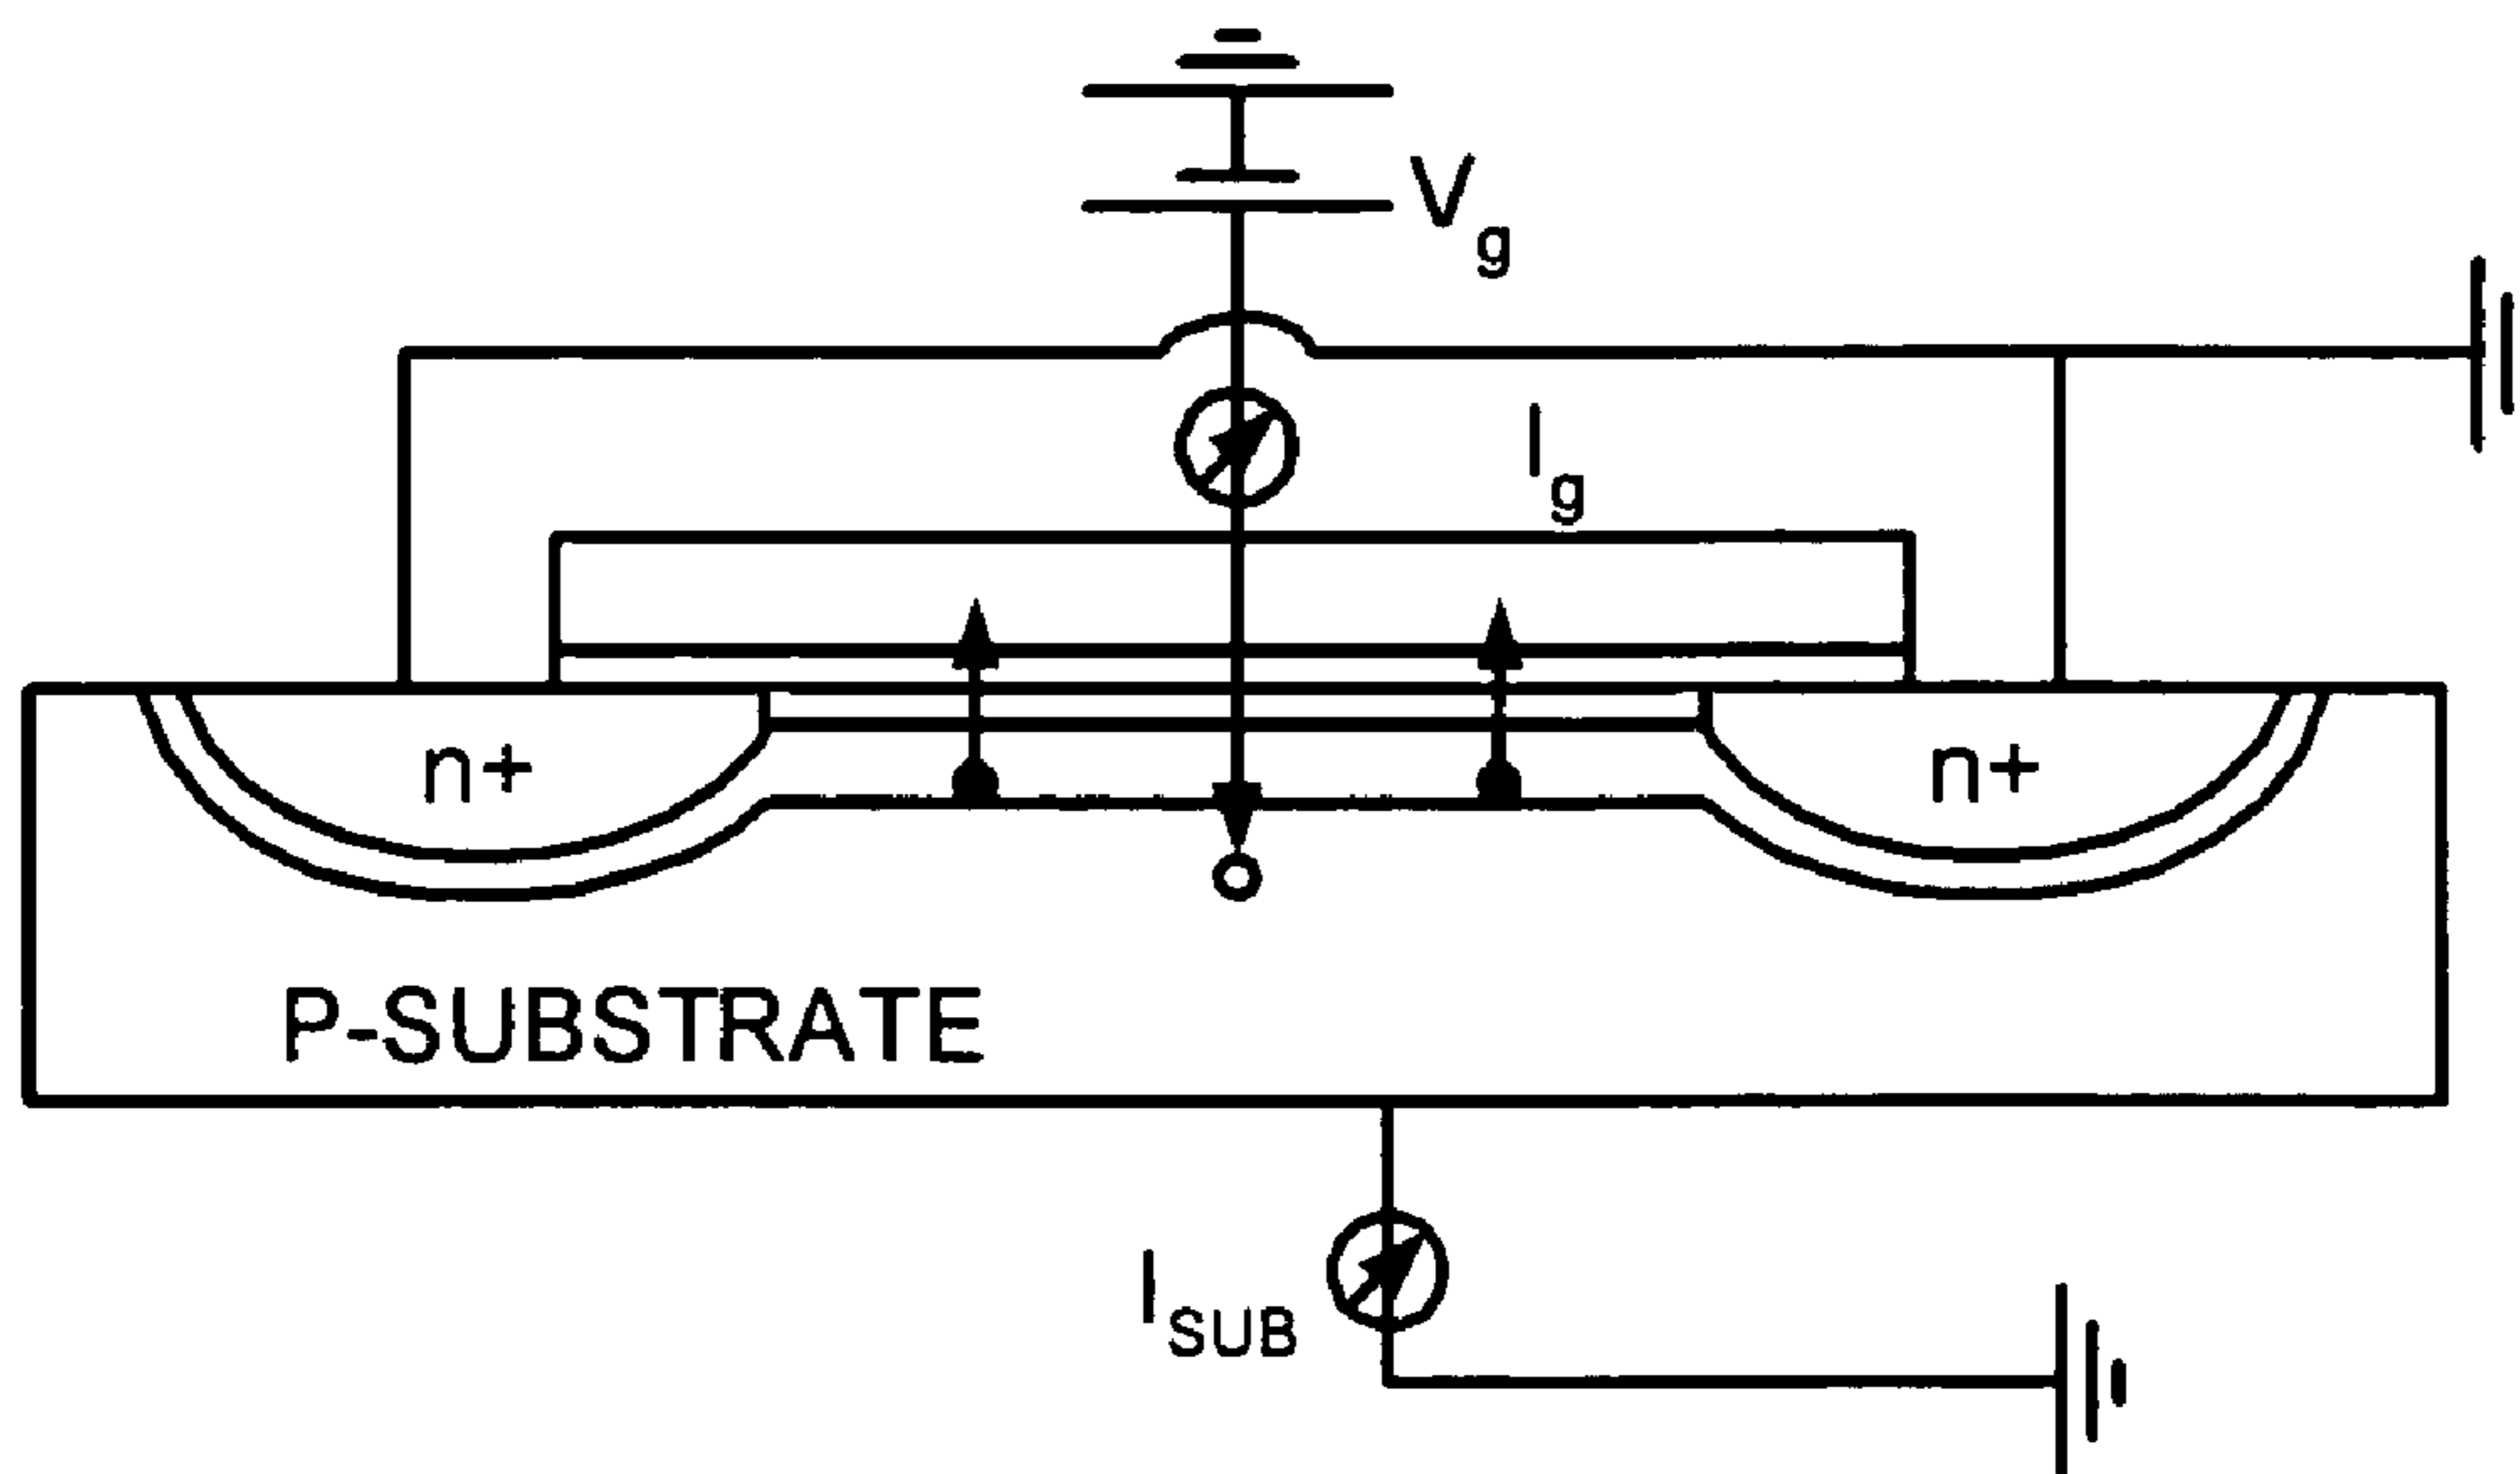 Vg
Ig
n+
n+
P-SUBSTRATE
ISUB